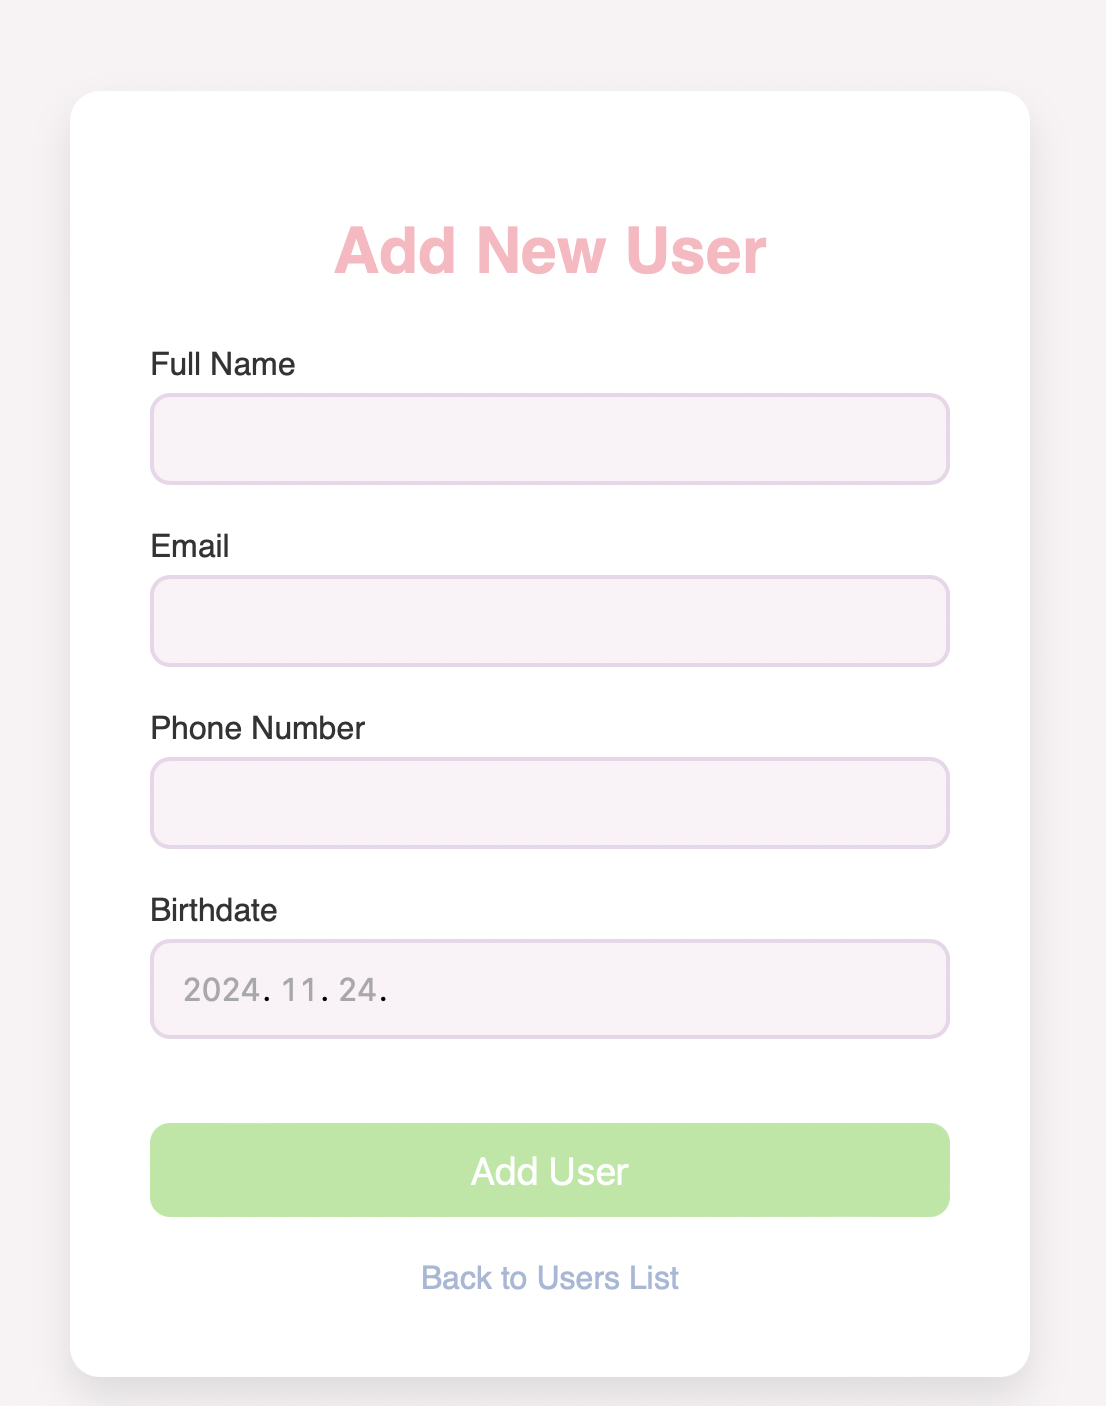 Add New User
Full Name
Email
Phone Number
Birthdate
2024. 11. 24.
Add User
Back to Users List